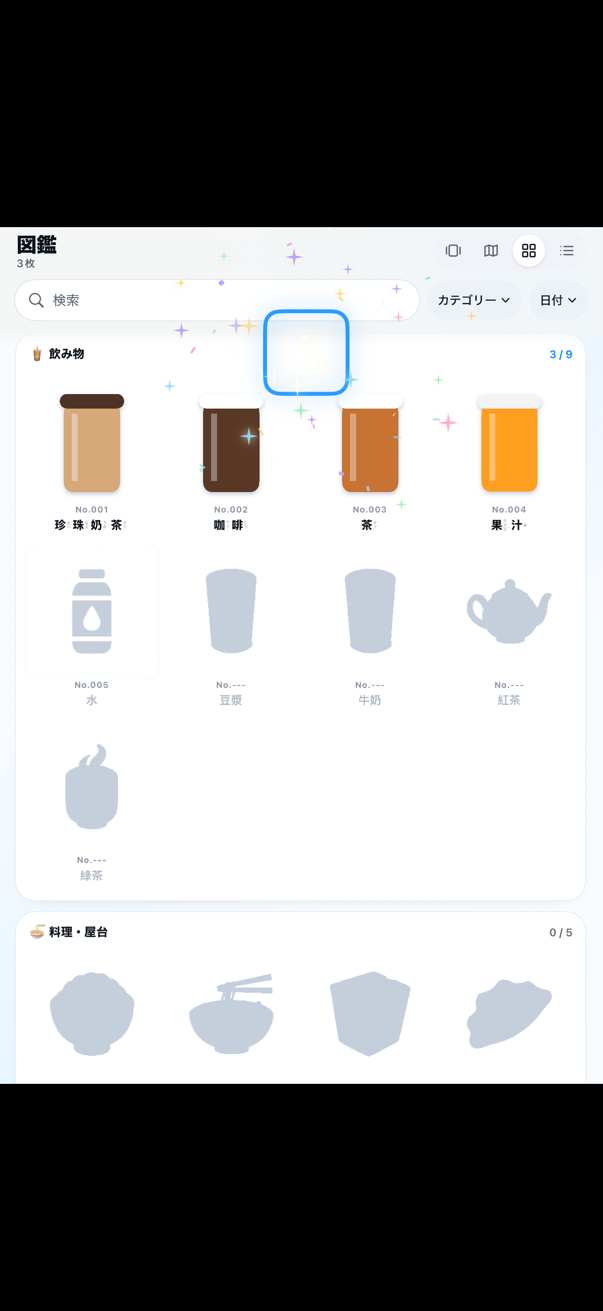 図鑑
3枚
検索
カテゴリー
日付
飲み物
3 / 9
No.001
珍珠奶茶
No.002
咖啡
No.003
茶
No.004
果汁
No.005
水
No.---
豆漿
No.---
牛奶
No.---
紅茶
No.---
綠茶
料理・屋台
0 / 5